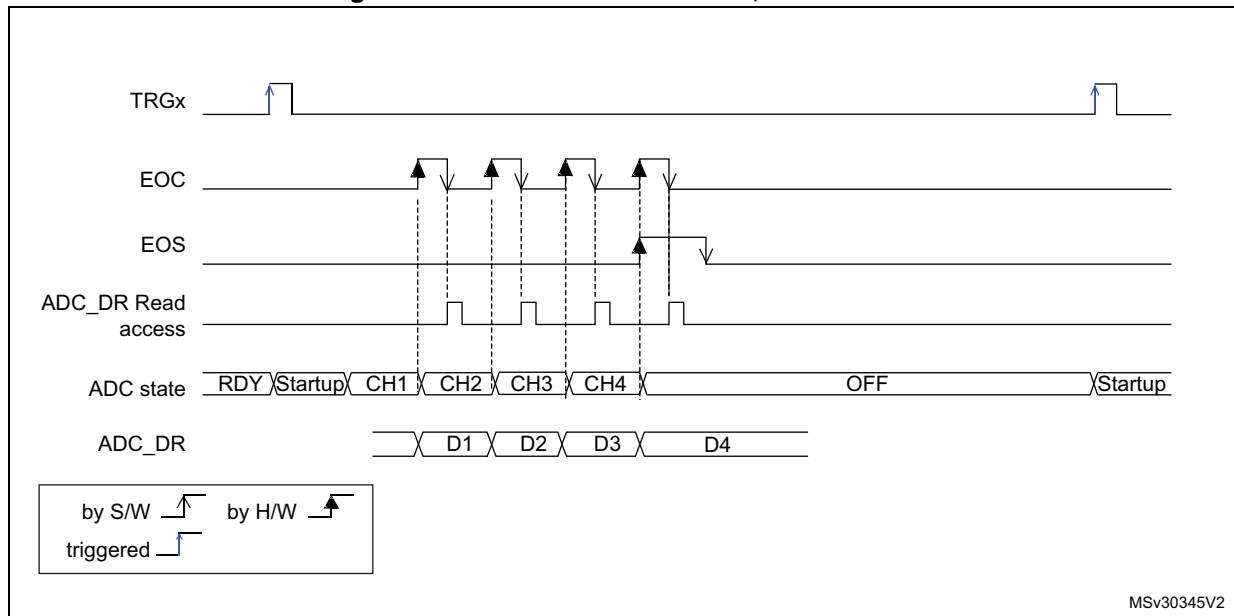 TRGx
EOC
EOS
ADC_DR Read
access
ADC state RDY Startup CH1 CH2 CH3 CH4 OFF Startup
ADC_DR D1 D2 D3 D4
by S/W by H/W
triggered
MSv30345V2